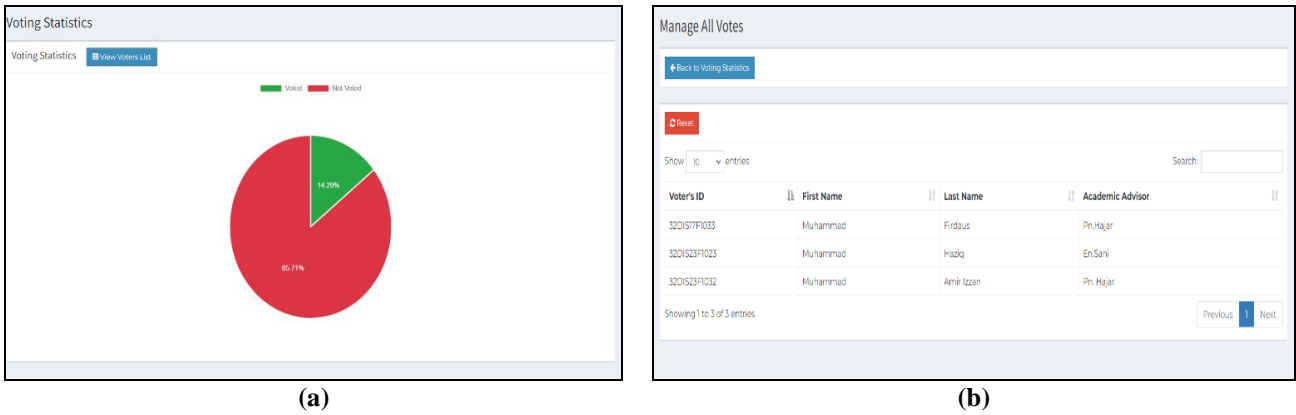 Voting Statistics
Voting Statistics View Voters List
Voted Not Voted
14.29%
85.71%
(a)
Manage All Votes
Back to Voting Statistics
Reset
Show 10 entries Search:
Voter's ID First Name Last Name Academic Advisor
32DIS17F1033 Muhammad Firdaus Pn.Hajar
32DIS23F1023 Muhammad Haziq En.Sani
32DIS23F1032 Muhammad Amir Izzan Pn. Hajar
Showing 1 to 3 of 3 entries Previous 1 Next
(b)